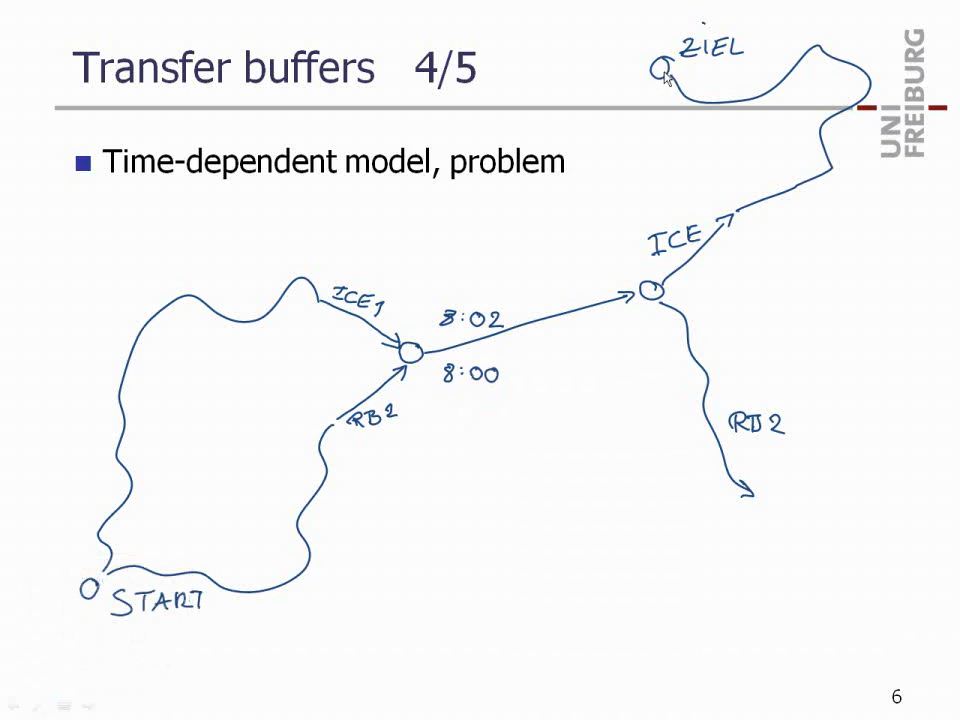 Transfer buffers 4/5
ZIEL
UNI
FREIBURG
Time-dependent model, problem
ICE
ICE1
8:02
8:00
RB2
RB2
START
6